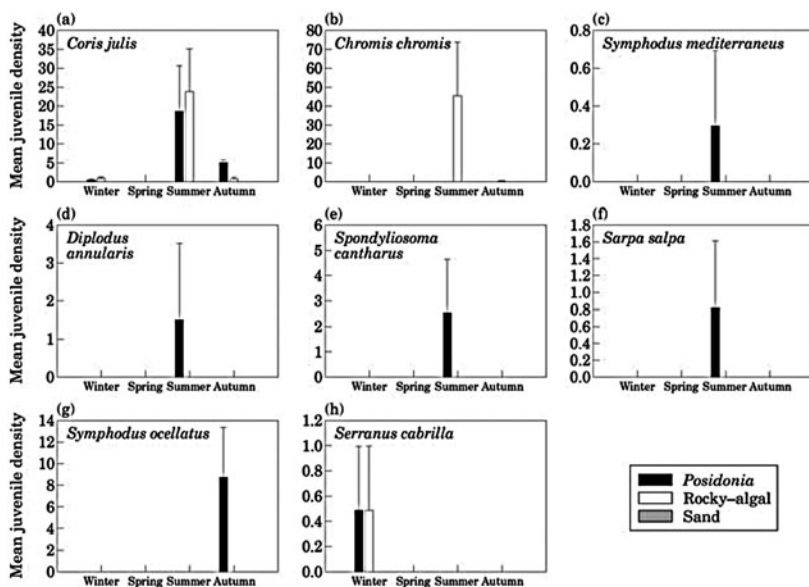 (a)
Coris julis
Mean juvenile density
40
35
30
25
20
15
10
5
0
Winter Spring Summer Autumn
(b)
Chromis chromis
80
70
60
50
40
30
20
10
0
Winter Spring Summer Autumn
(c)
Symphodus mediterraneus
0.8
0.6
0.4
0.2
0.0
Winter Spring Summer Autumn
(d)
Diplodus
annularis
Mean juvenile density
4
3
2
1
0
Winter Spring Summer Autumn
(e)
Spondyliosoma
cantharus
6
5
4
3
2
1
0
Winter Spring Summer Autumn
(f)
Sarpa salpa
1.8
1.6
1.4
1.2
1.0
0.8
0.6
0.4
0.2
0.0
Winter Spring Summer Autumn
(g)
Symphodus ocellatus
Mean juvenile density
14
12
10
8
6
4
2
0
Winter Spring Summer Autumn
(h)
Serranus cabrilla
1.2
1.0
0.8
0.6
0.4
0.2
0.0
Winter Spring Summer Autumn
Posidonia
Rocky–algal
Sand